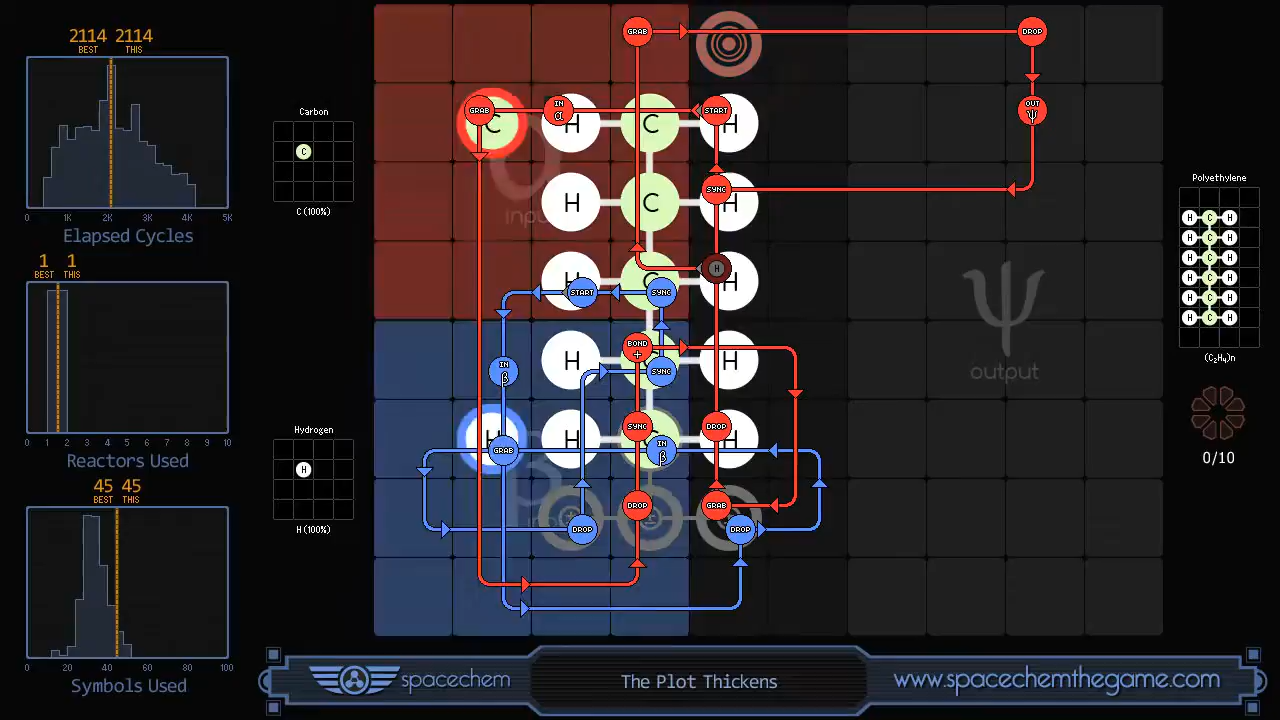 2114 2114
BEST THIS
0 1K 2K 3K 4K 5K
Elapsed Cycles
1 1
BEST THIS
0 1 2 3 4 5 6 7 8 9 10
Reactors Used
45 45
BEST THIS
0 20 40 60 80 100
Symbols Used
Carbon
C
C (100%)
Hydrogen
H
H (100%)
GRAB DROP
GRAB C IN α H C START H OUT Ψ
input
H C SYNC H
H C H H
START SYNC
BOND + H H
IN β SYNC
H H SYNC DROP H
GRAB IN β
DROP GRAB
DROP DROP
input
Ψ
output
Polyethylene
H C H
H C H
H C H
H C H
H C H
H C H
(C₂H₄)n
0/10
spacechem
The Plot Thickens
www.spacechemthegame.com